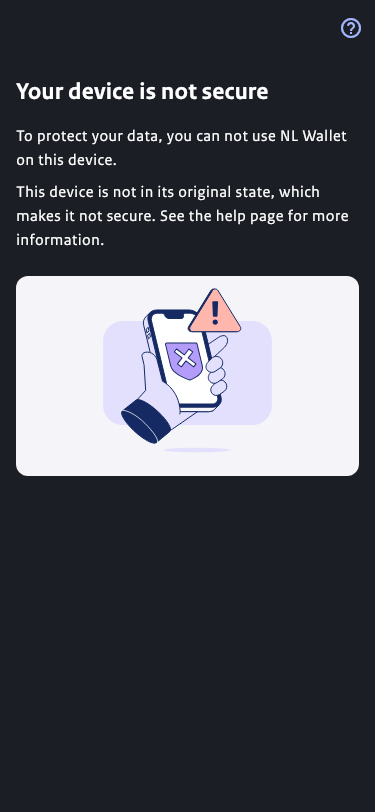 Your device is not secure
To protect your data, you can not use NL Wallet
on this device.
This device is not in its original state, which
makes it not secure. See the help page for more
information.